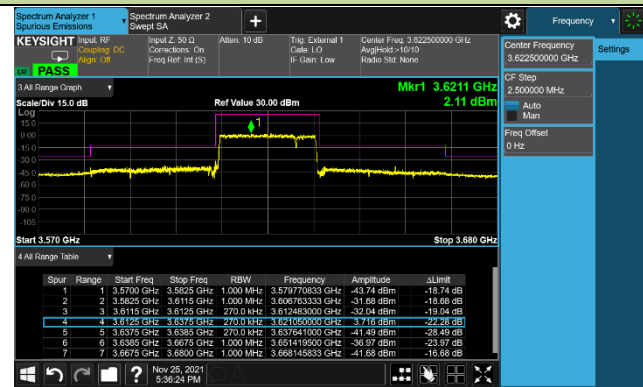 Spectrum Analyzer 1
Spurious Emissions
Spectrum Analyzer 2
Swept SA
Frequency
KEYSIGHT
Input: RF
Coupling: DC
Align: Off
Input Z: 50 Ω
Corrections: On
Freq Ref: Int (S)
Atten: 10 dB
Trig: External 1
Gate: LO
IF Gain: Low
Center Freq: 3.622500000 GHz
Avg|Hold:>10/10
Radio Std: None
LM PASS
Center Frequency
3.622500000 GHz
Settings
CF Step
2.500000 MHz
Auto
Man
Freq Offset
0 Hz
3 All Range Graph
Mkr1 3.6211 GHz
2.11 dBm
Scale/Div 15.0 dB
Ref Value 30.00 dBm
Log
15.0
0.00
-15.0
-30.0
-45.0
-60.0
-75.0
-90.0
-105
1
Start 3.570 GHz
Stop 3.680 GHz
4 All Range Table
Spur Range Start Freq Stop Freq RBW Frequency Amplitude ΔLimit
1 1 3.5700 GHz 3.5825 GHz 1.000 MHz 3.579770833 GHz -43.74 dBm -18.74 dB
2 2 3.5825 GHz 3.6115 GHz 1.000 MHz 3.606763333 GHz -31.68 dBm -18.68 dB
3 3 3.6115 GHz 3.6125 GHz 270.0 kHz 3.612483000 GHz -32.04 dBm -19.04 dB
4 4 3.6125 GHz 3.6375 GHz 270.0 kHz 3.621050000 GHz 3.716 dBm -22.28 dB
5 5 3.6375 GHz 3.6385 GHz 270.0 kHz 3.637641000 GHz -41.49 dBm -28.49 dB
6 6 3.6385 GHz 3.6675 GHz 1.000 MHz 3.651419500 GHz -36.97 dBm -23.97 dB
7 7 3.6675 GHz 3.6800 GHz 1.000 MHz 3.668145833 GHz -41.68 dBm -16.68 dB
Nov 25, 2021
5:36:24 PM